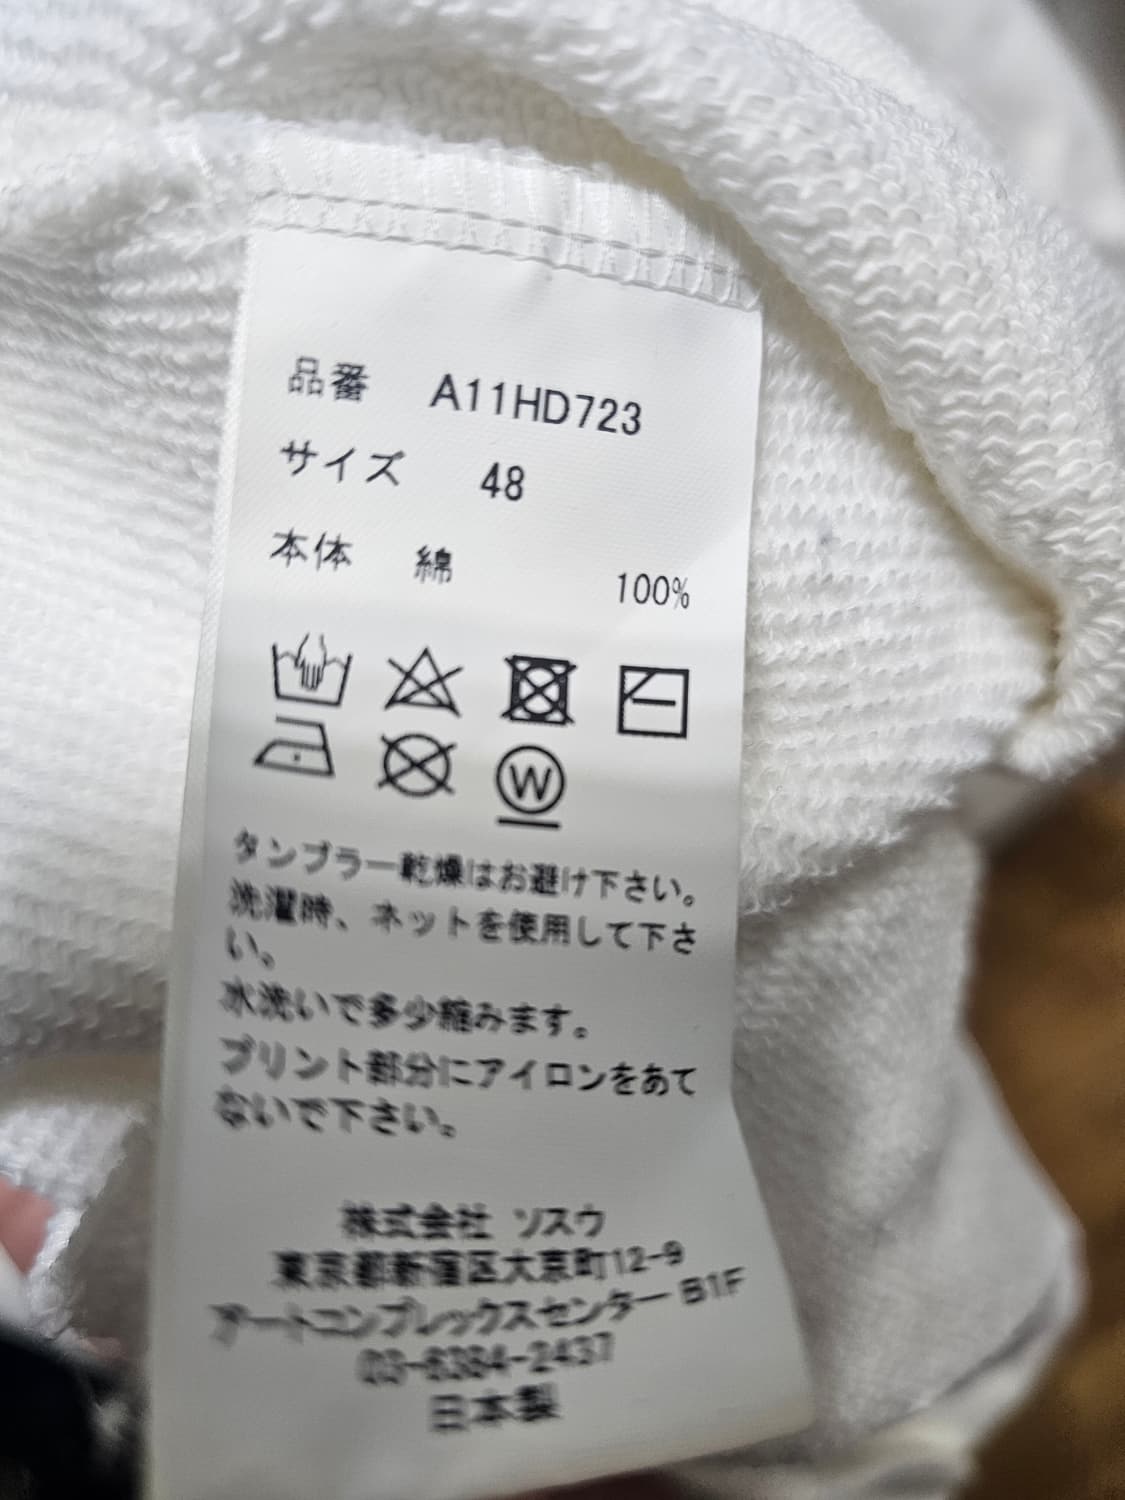 品番 A11HD723
サイズ 48
本体 綿 100%
W
タンブラー乾燥はお避け下さい。
洗濯時、ネットを使用して下さ
い。
水洗いで多少縮みます。
プリント部分にアイロンをあて
ないで下さい。
株式会社 ソスウ
東京都新宿区大京町12-9
アートコンプレックスセンター B1F
03-6384-2437
日本製